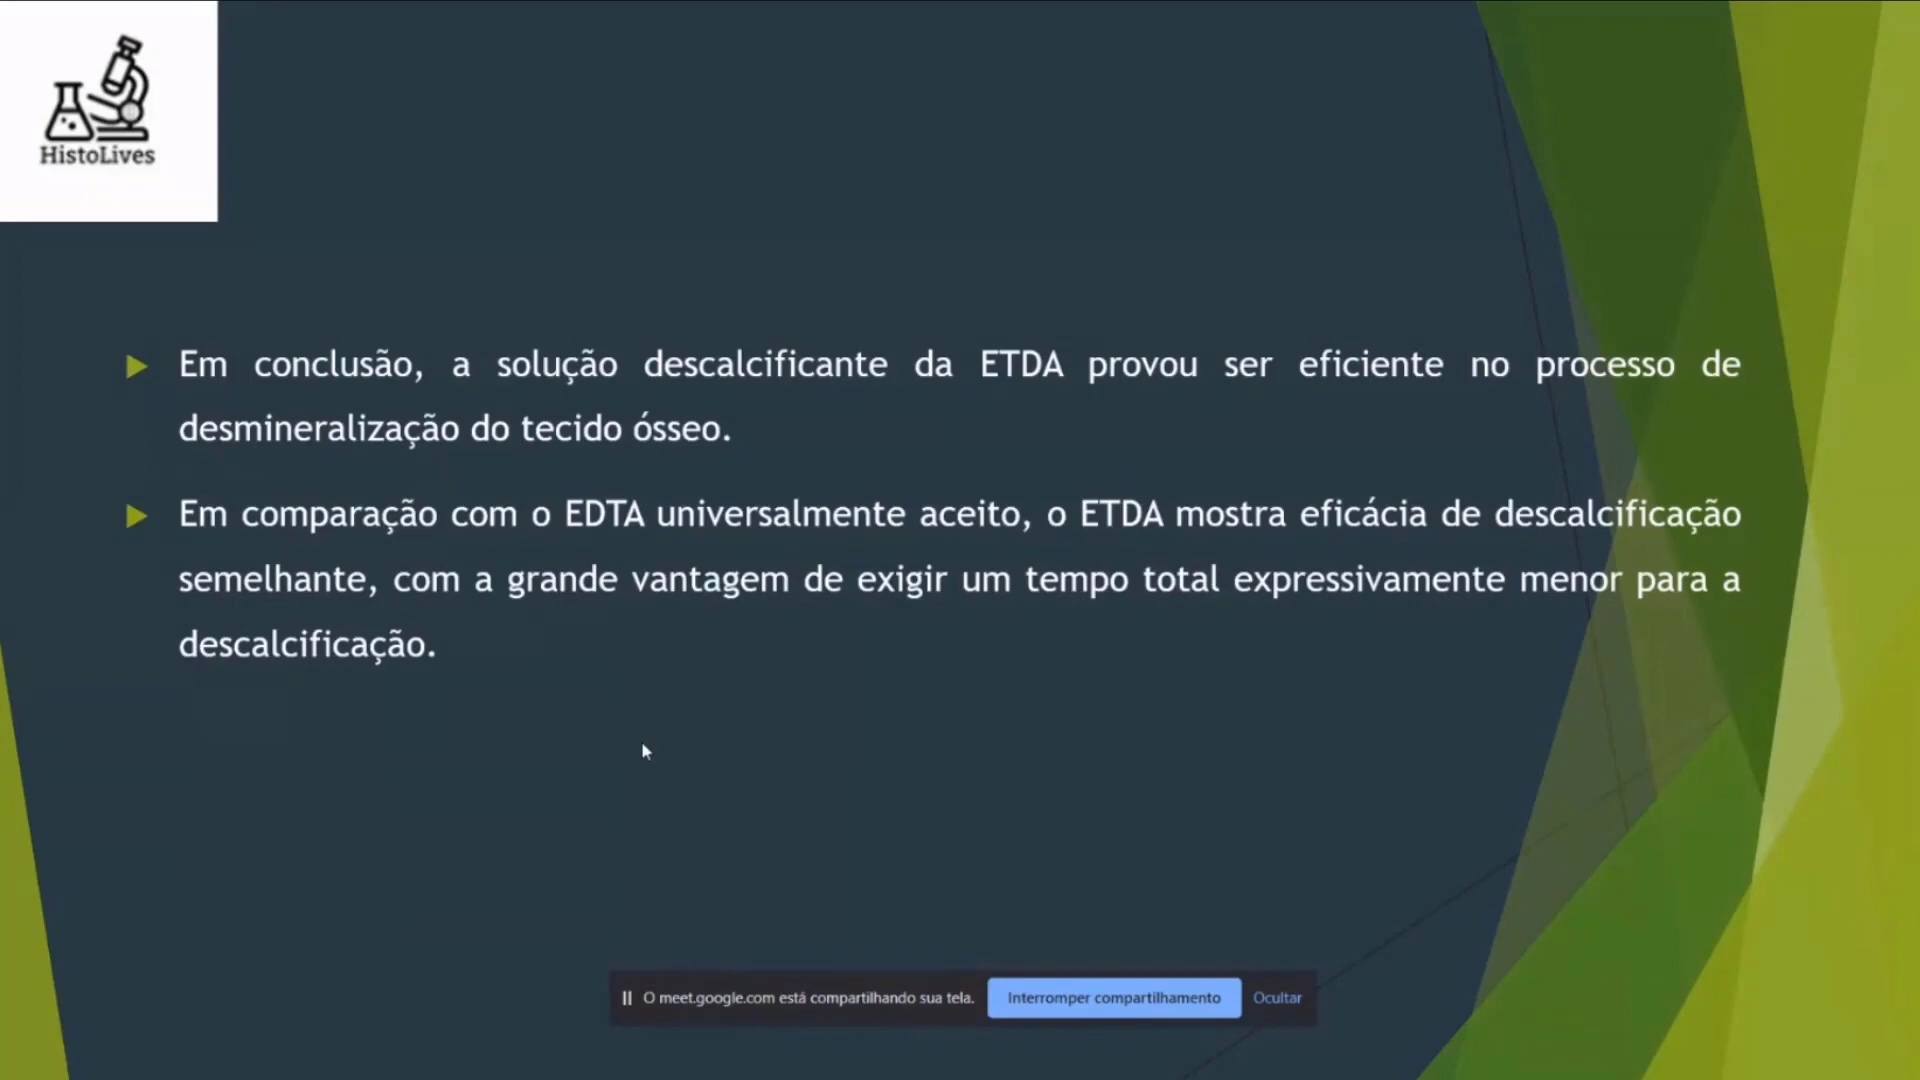 HistoLives
Em conclusão, a solução descalcificante da ETDA provou ser eficiente no processo de
desmineralização do tecido ósseo.
Em comparação com o EDTA universalmente aceito, o ETDA mostra eficácia de descalcificação
semelhante, com a grande vantagem de exigir um tempo total expressivamente menor para a
descalcificação.
O meet.google.com está compartilhando sua tela. Interromper compartilhamento Ocultar